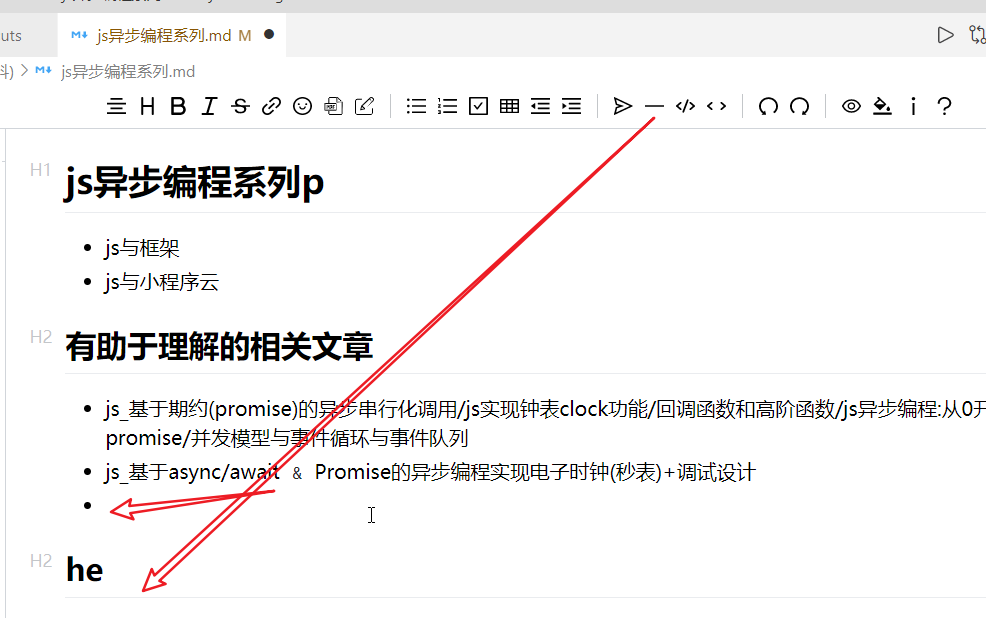 uts
js异步编程系列.md M
科) js异步编程系列.md
H1
js异步编程系列p
js与框架
js与小程序云
H2
有助于理解的相关文章
js_基于期约(promise)的异步串行化调用/js实现钟表clock功能/回调函数和高阶函数/js异步编程:从0开
promise/并发模型与事件循环与事件队列
js_基于async/await & Promise的异步编程实现电子时钟(秒表)+调试设计
H2
he